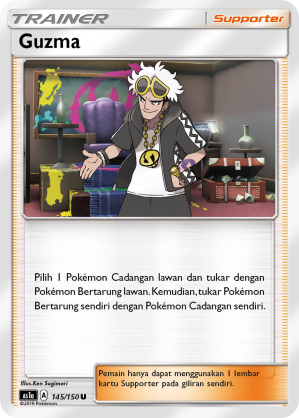 TRAINER Supporter
Guzma
Pilih 1 Pokémon Cadangan lawan dan tukar dengan
Pokémon Bertarung lawan. Kemudian, tukar Pokémon
Bertarung sendiri dengan Pokémon Cadangan sendiri.
Illus. Ken Sugimori
AS1a A 145/150 U
©2019 Pokémon
Pemain hanya dapat menggunakan 1 lembar
kartu Supporter pada giliran sendiri.